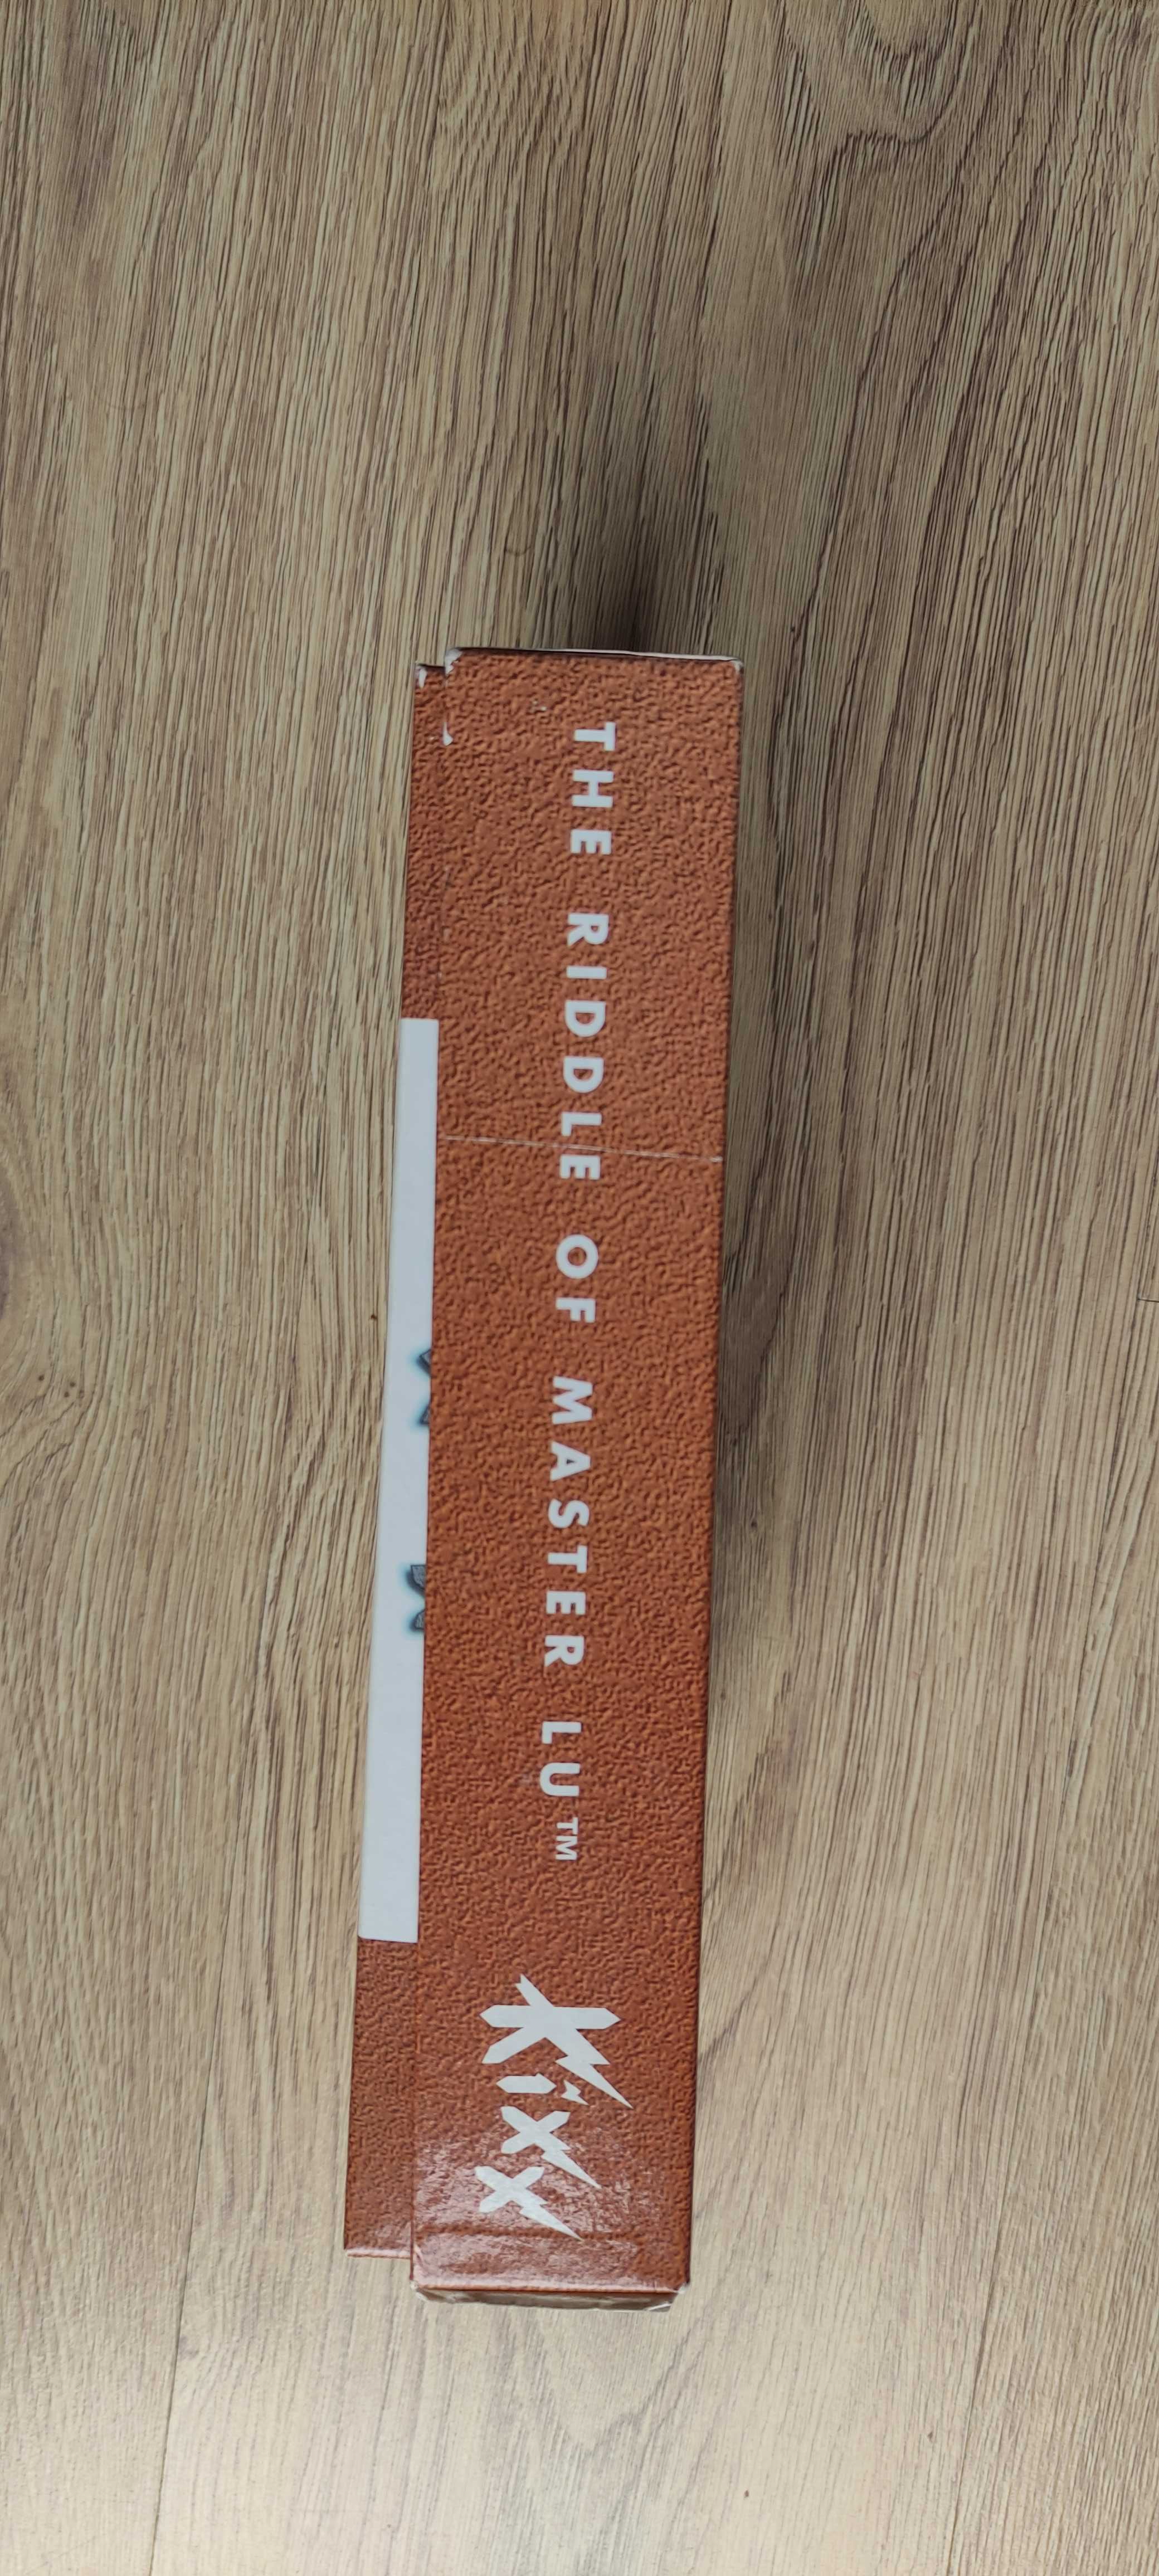 THE RIDDLE OF MASTER LU™
Kixx